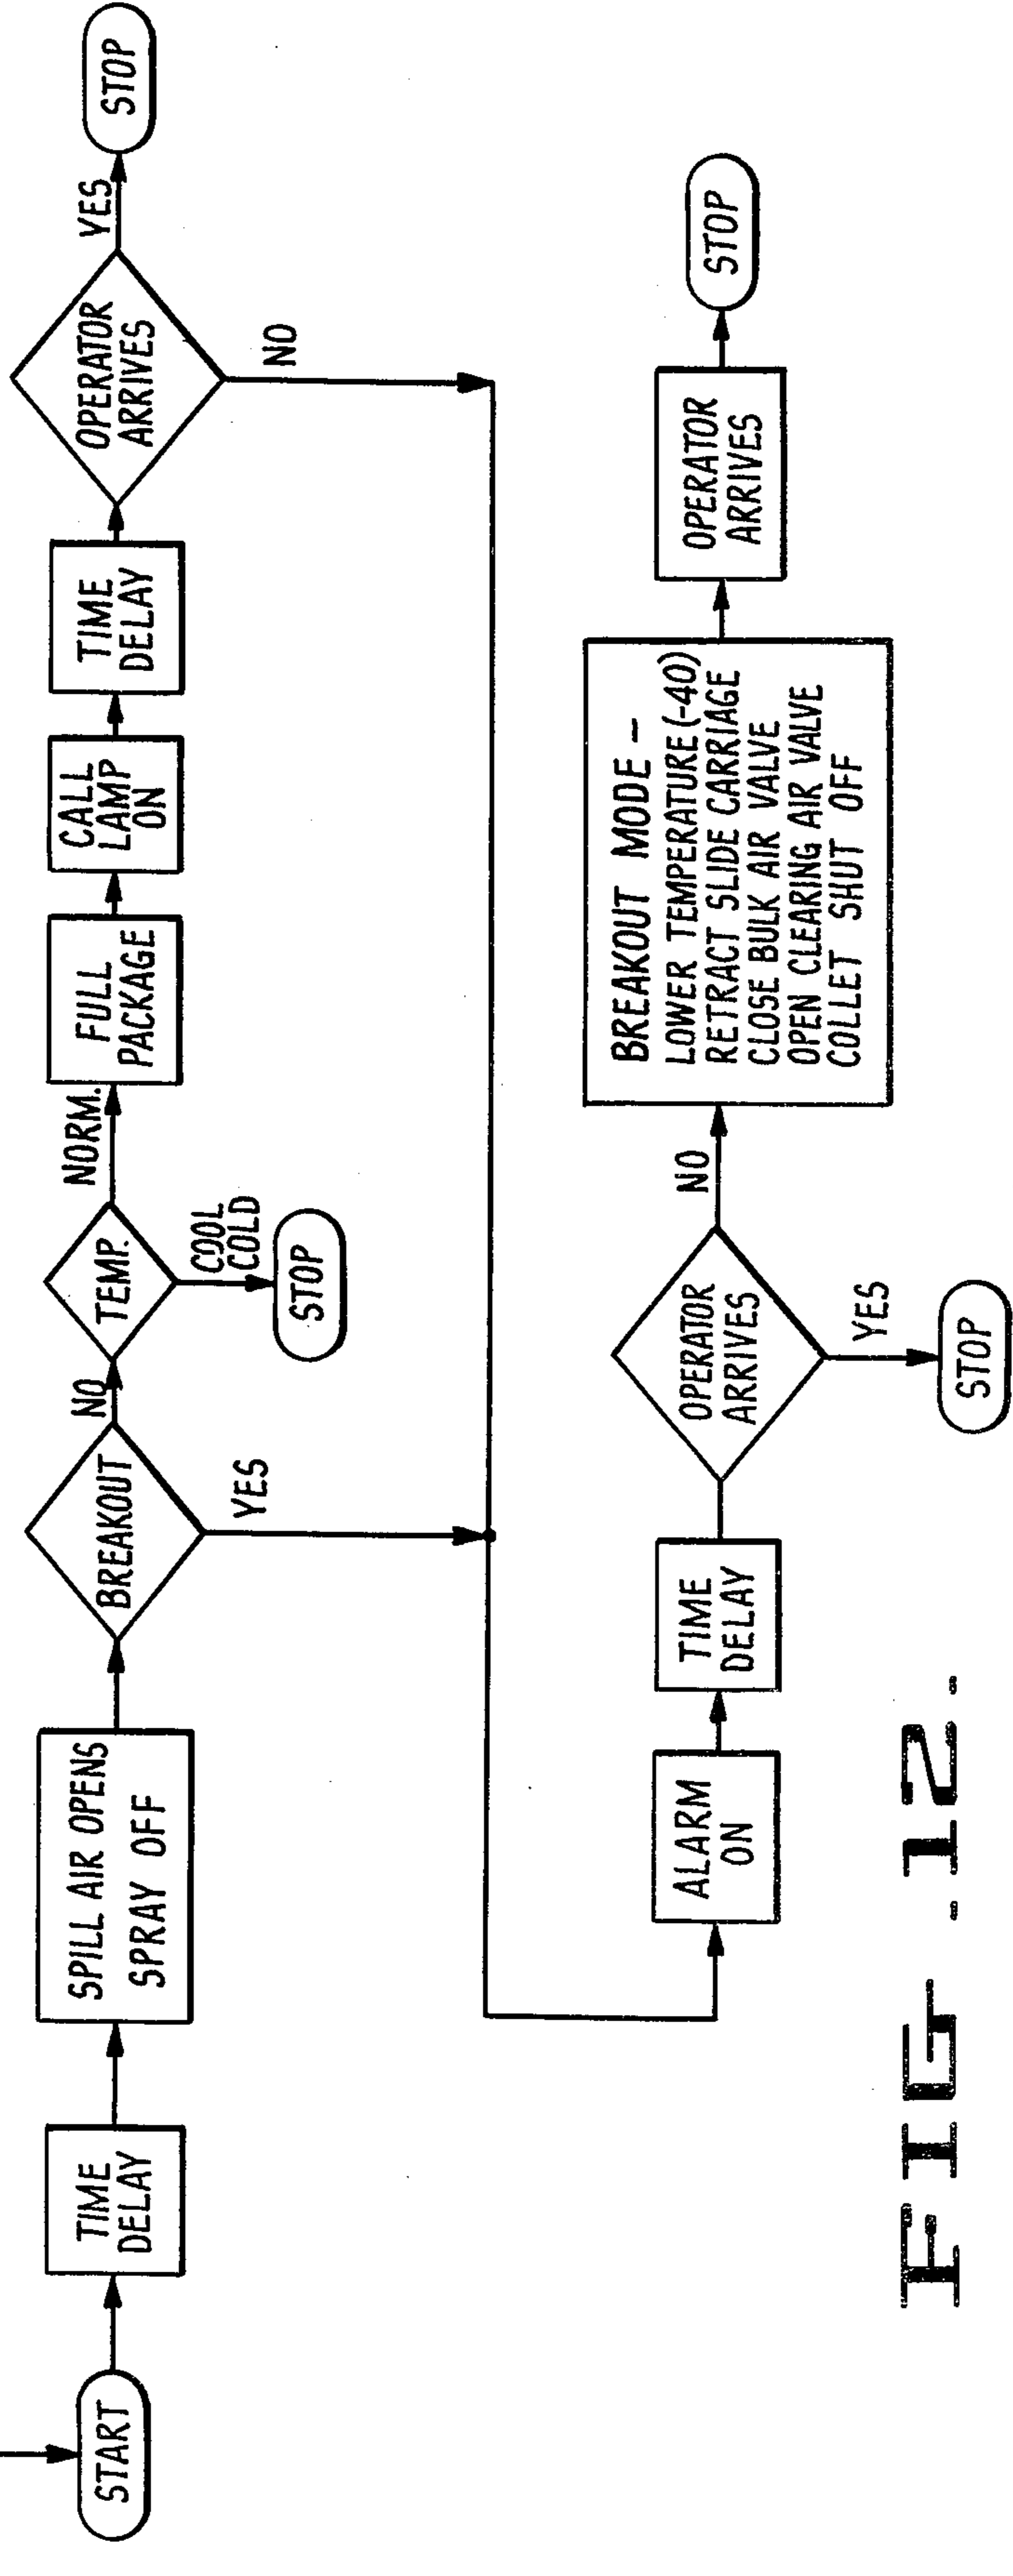 START
TIME
DELAY
SPILL AIR OPENS
SPRAY OFF
BREAKOUT
NO
YES
TEMP.
NORM.
COOL
COLD
STOP
FULL
PACKAGE
CALL
LAMP
ON
TIME
DELAY
OPERATOR
ARRIVES
YES
NO
STOP
ALARM
ON
TIME
DELAY
OPERATOR
ARRIVES
NO
YES
STOP
BREAKOUT MODE –
LOWER TEMPERATURE (-40)
RETRACT SLIDE CARRIAGE
CLOSE BULK AIR VALVE
OPEN CLEARING AIR VALVE
COLLET SHUT OFF
OPERATOR
ARRIVES
STOP
FIG. 12.